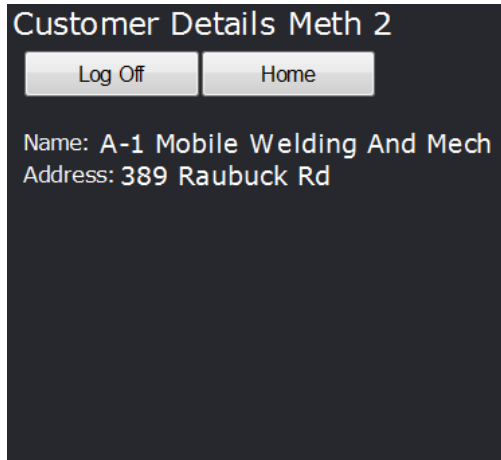 Customer Details Meth 2
Log Off Home
Name: A-1 Mobile Welding And Mech
Address: 389 Raubuck Rd